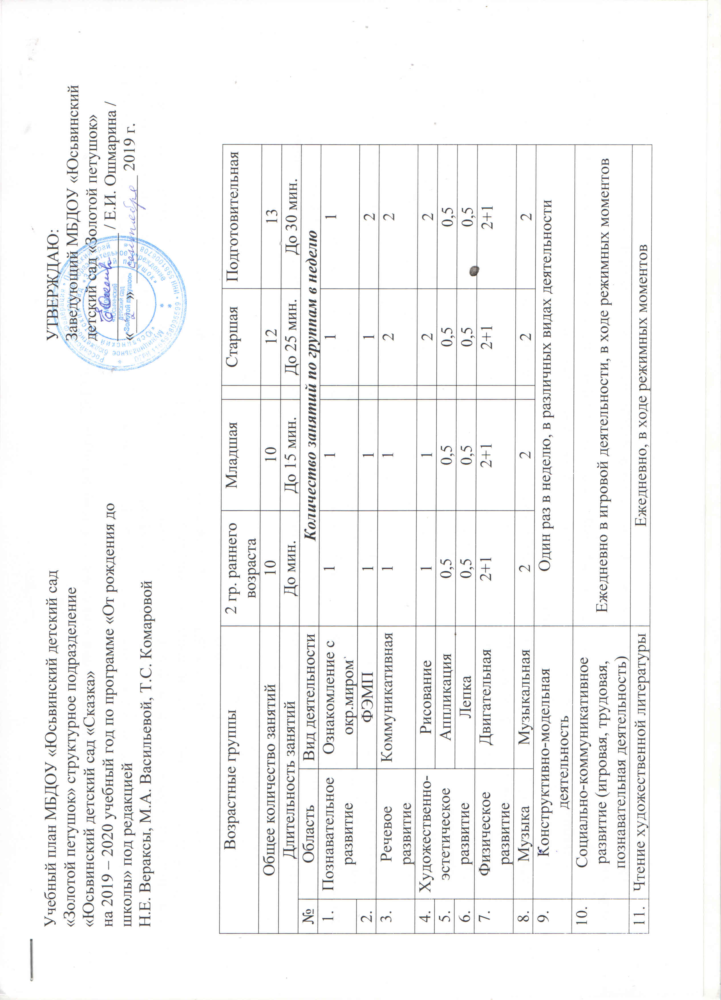 Учебный план МБДОУ «Юсьвинский детский сад
«Золотой петушок» структурное подразделение
«Юсьвинский детский сад «Сказка»
на 2019 – 2020 учебный год по программе «От рождения до
школы» под редакцией
Н.Е. Вераксы, М.А. Васильевой, Т.С. Комаровой
УТВЕРЖДАЮ:
Заведующий МБДОУ «Юсьвинский
детский сад «Золотой петушок»
/ Е.И. Ошмарина /
«2» сентября 2019 г.
Возрастные группы 2 гр. раннего возраста Младшая Старшая Подготовительная
Общее количество занятий 10 10 12 13
Длительность занятий До мин. До 15 мин. До 25 мин. До 30 мин.
№ Область Вид деятельности Количество занятий по группам в неделю
1. Познавательное развитие Ознакомление с окр.миром 1 1 1 1
2. ФЭМП 1 1 1 2
3. Речевое развитие Коммуникативная 1 1 2 2
4. Художественно-эстетическое развитие Рисование 1 1 2 2
5. Аппликация 0,5 0,5 0,5 0,5
6. Лепка 0,5 0,5 0,5 0,5
7. Физическое развитие Двигательная 2+1 2+1 2+1 2+1
8. Музыка Музыкальная 2 2 2 2
9. Конструктивно-модельная деятельность Один раз в неделю, в различных видах деятельности
10. Социально-коммуникативное развитие (игровая, трудовая, познавательная деятельность) Ежедневно в игровой деятельности, в ходе режимных моментов
11. Чтение художественной литературы Ежедневно, в ходе режимных моментов